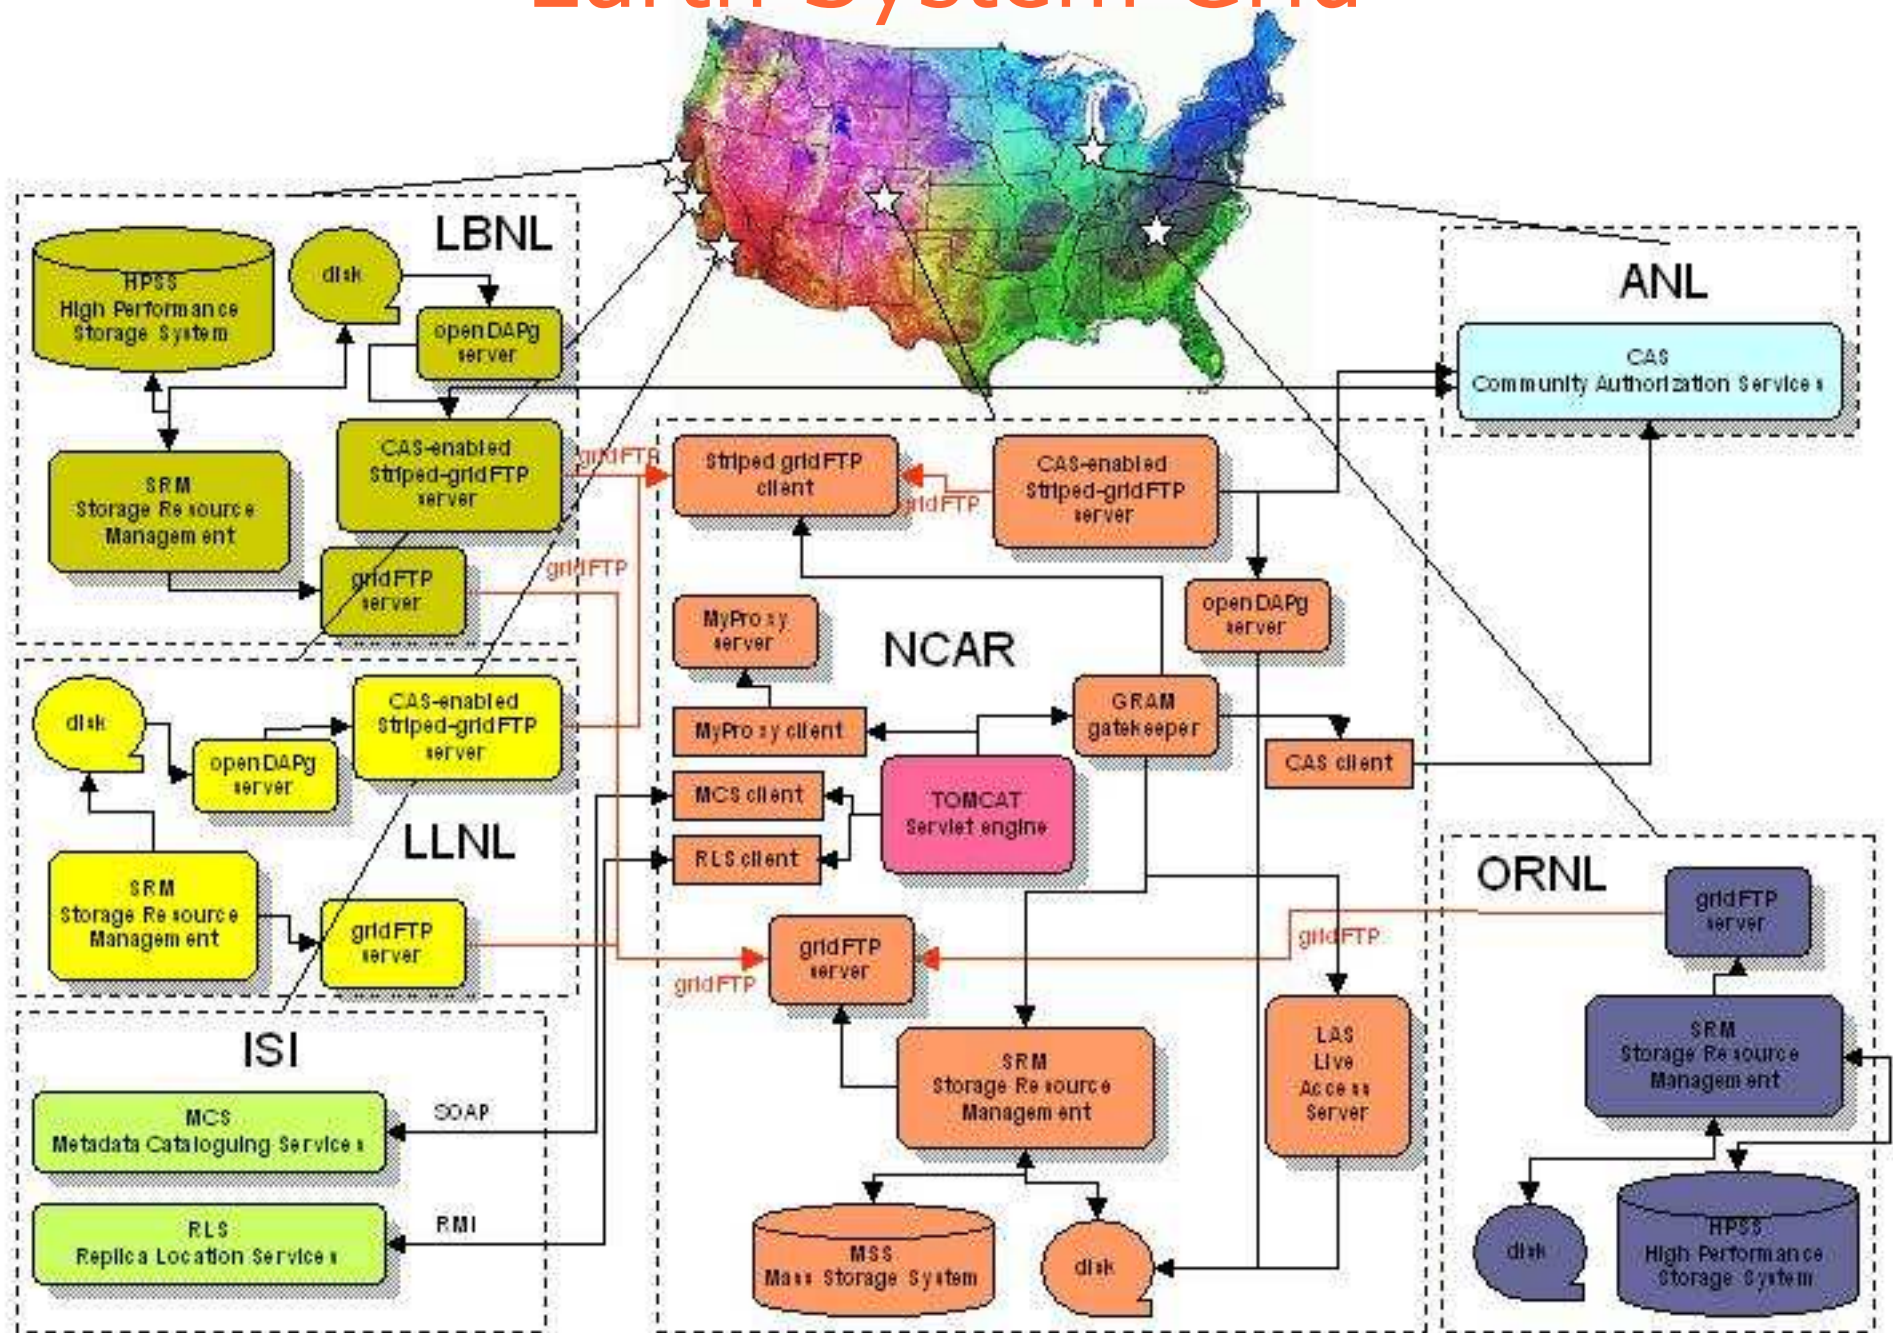 Earth System Grid
LBNL
HPSS
High Performance
Storage System
disk
openDAPg
server
CAS-enabled
Striped-gridFTP
server
SRM
Storage Resource
Management
gridFTP
server
gridFTP
gridFTP
LLNL
disk
openDAPg
server
CAS-enabled
Striped-gridFTP
server
SRM
Storage Resource
Management
gridFTP
server
ISI
MCS
Metadata Cataloguing Services
SOAP
RLS
Replica Location Services
RMI
NCAR
Striped gridFTP
client
gridFTP
CAS-enabled
Striped-gridFTP
server
openDAPg
server
MyProxy
server
MyProxy client
GRAM
gatekeeper
CAS client
MCS client
TOMCAT
Servlet engine
RLS client
gridFTP
server
gridFTP
gridFTP
SRM
Storage Resource
Management
LAS
Live
Access
Server
MSS
Mass Storage System
disk
ANL
CAS
Community Authorization Services
ORNL
gridFTP
server
SRM
Storage Resource
Management
disk
HPSS
High Performance
Storage System